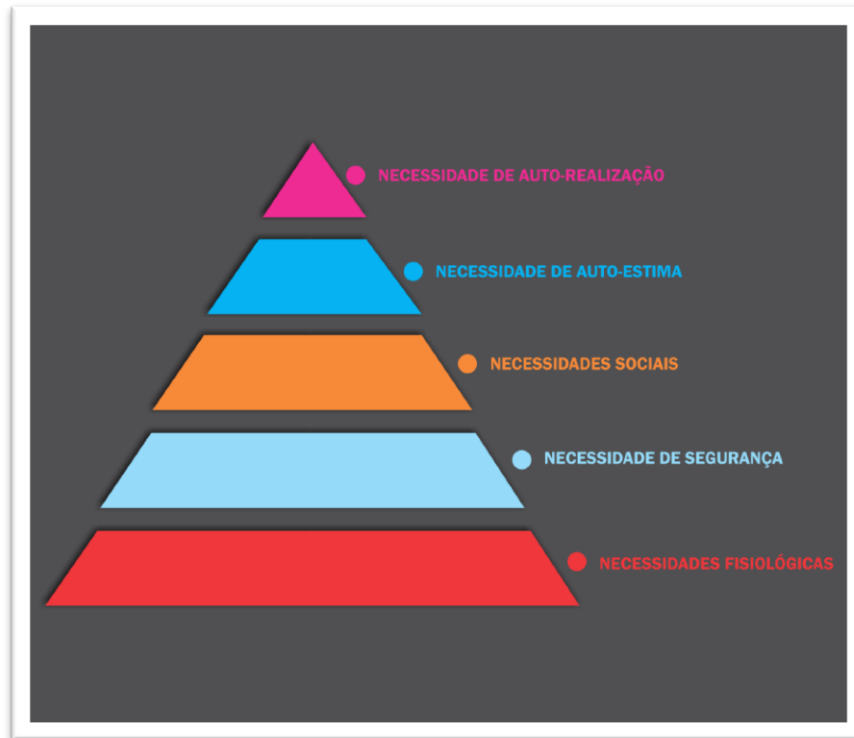 NECESSIDADE DE AUTO-REALIZAÇÃO
NECESSIDADE DE AUTO-ESTIMA
NECESSIDADES SOCIAIS
NECESSIDADE DE SEGURANÇA
NECESSIDADES FISIOLÓGICAS